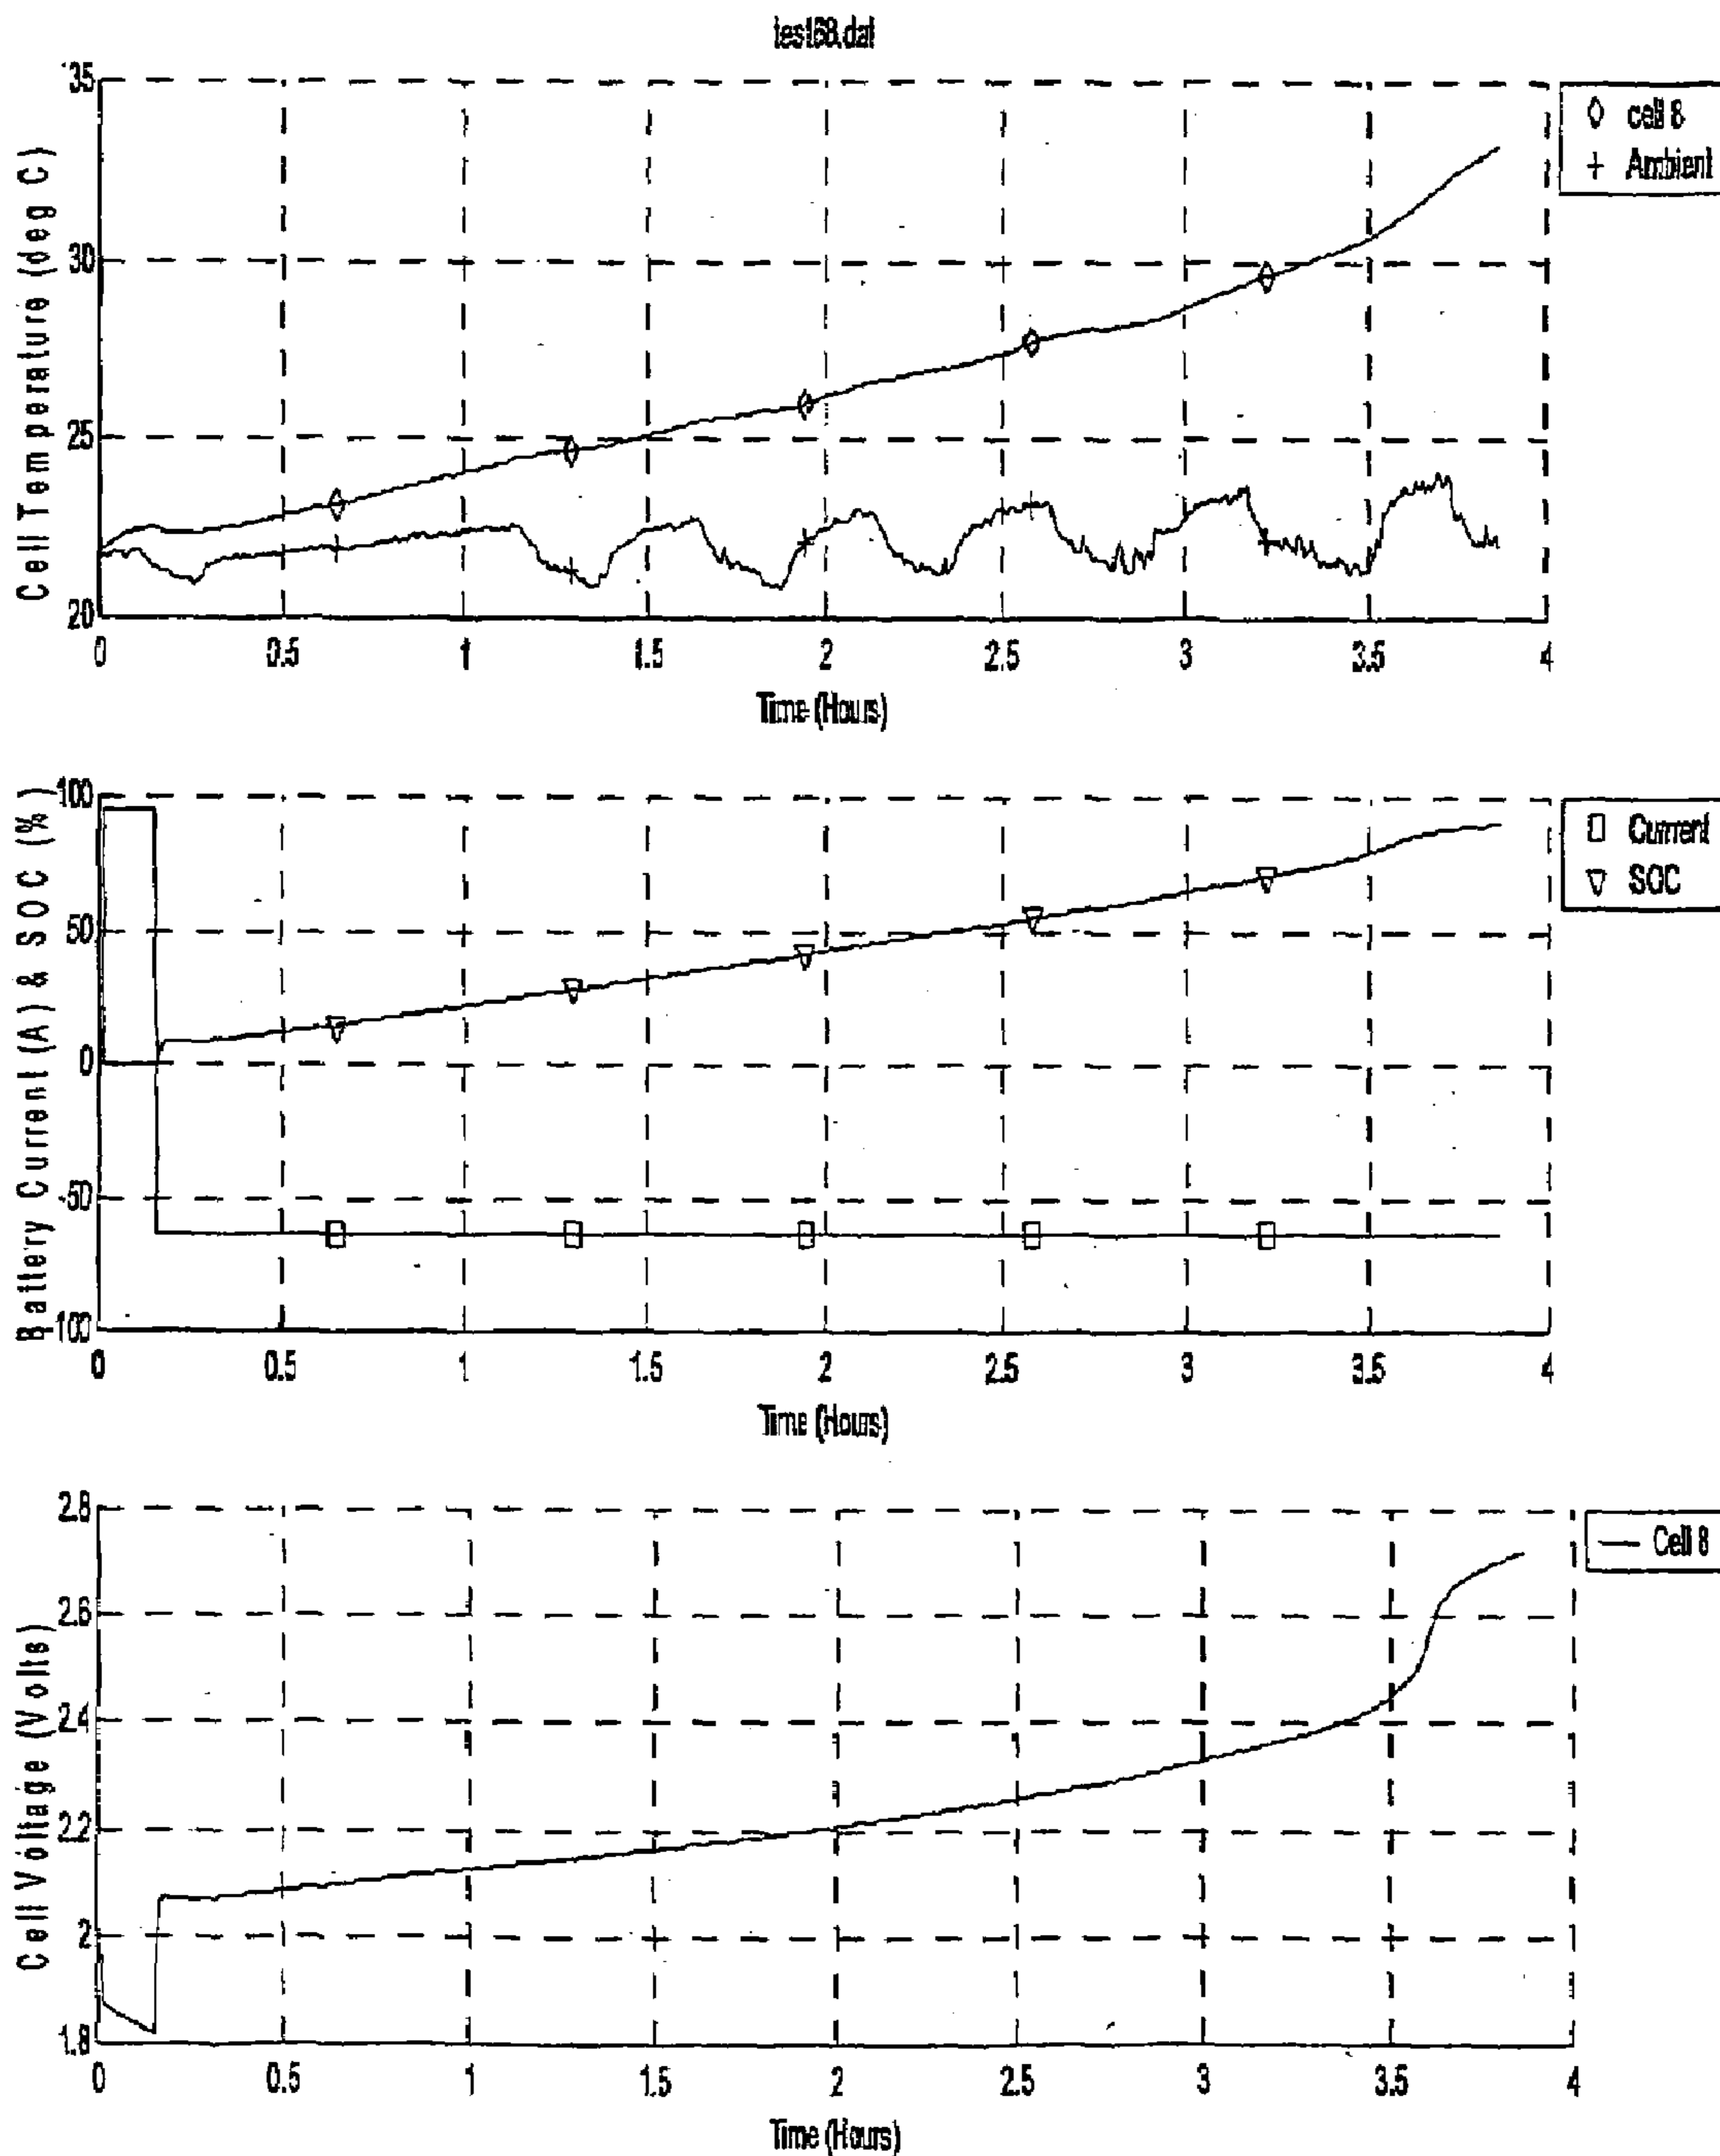 test68.dat
Cell Temperature (deg C)
35
30
25
20
0 0.5 1 1.5 2 2.5 3 3.5 4
Time (Hours)
cell 8
Ambient
Battery Current (A) & SOC (%
100
50
0
-50
-100
0 0.5 1 1.5 2 2.5 3 3.5 4
Time (Hours)
Current
SOC
Cell Voltage (Volts)
2.8
2.6
2.4
2.2
2
1.8
0 0.5 1 1.5 2 2.5 3 3.5 4
Time (Hours)
Cell 8